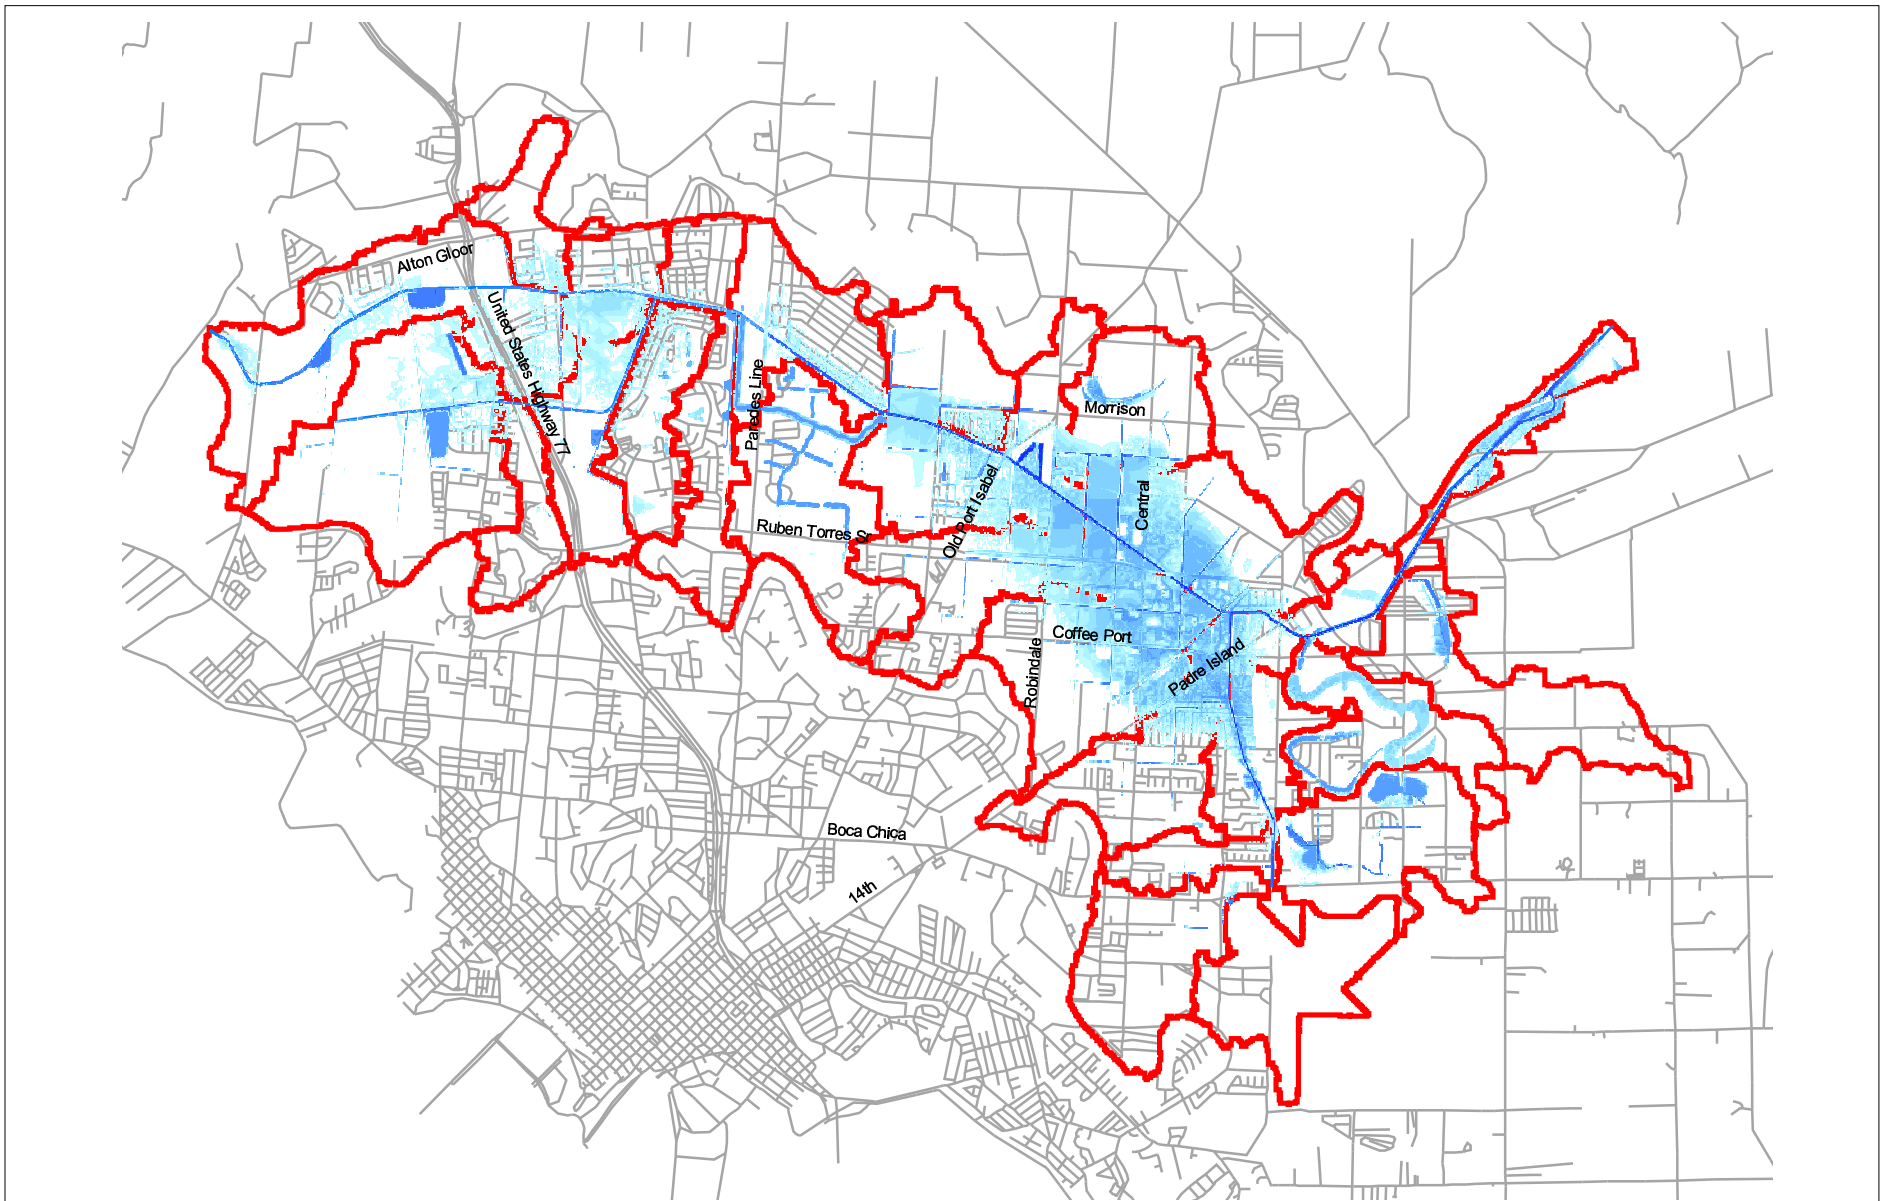 Alton Gloor
United States Highway 77
Paredes Line
Morrison
Central
Old Port Isabel
Ruben Torres Sr
Coffee Port
Padre Island
Robindale
Boca Chica
14th